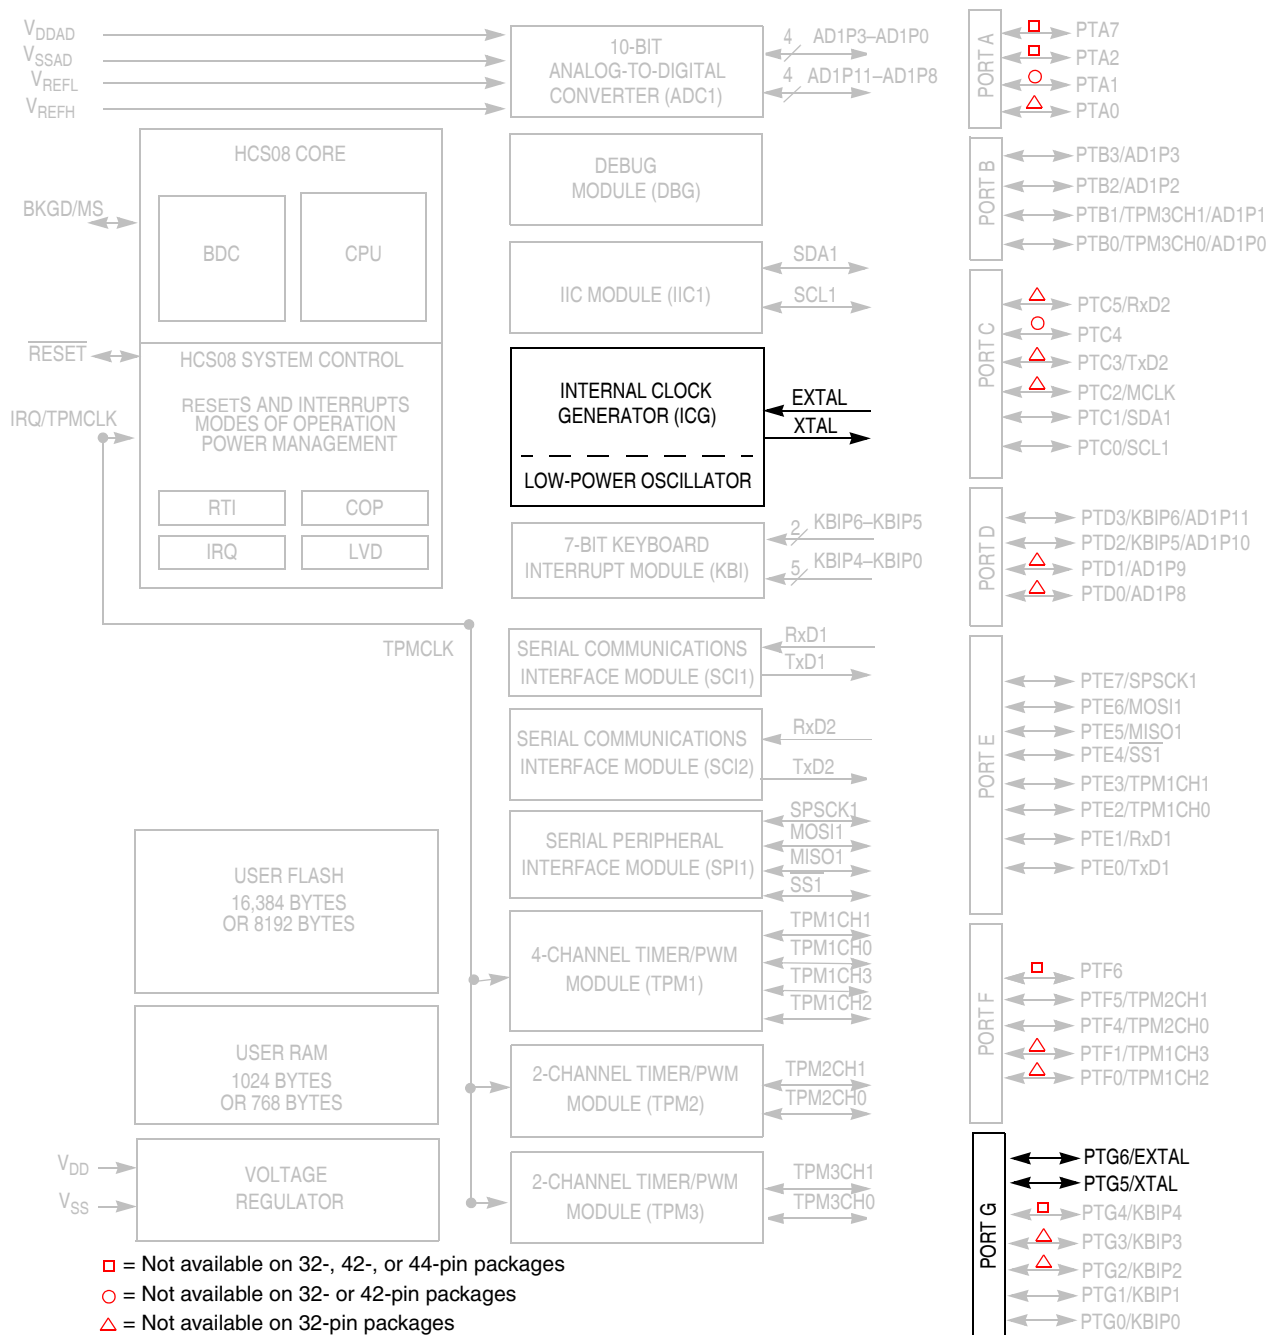 VDDAD
VSSAD
VREFL
VREFH
10-BIT
ANALOG-TO-DIGITAL
CONVERTER (ADC1)
4 AD1P3–AD1P0
4 AD1P11–AD1P8
HCS08 CORE
BDC
CPU
BKGD/MS
RESET
HCS08 SYSTEM CONTROL
RESETS AND INTERRUPTS
MODES OF OPERATION
POWER MANAGEMENT
IRQ/TPMCLK
RTI
COP
IRQ
LVD
TPMCLK
DEBUG
MODULE (DBG)
IIC MODULE (IIC1)
SDA1
SCL1
INTERNAL CLOCK
GENERATOR (ICG)
LOW-POWER OSCILLATOR
EXTAL
XTAL
7-BIT KEYBOARD
INTERRUPT MODULE (KBI)
2 KBIP6–KBIP5
5 KBIP4–KBIP0
SERIAL COMMUNICATIONS
INTERFACE MODULE (SCI1)
RxD1
TxD1
SERIAL COMMUNICATIONS
INTERFACE MODULE (SCI2)
RxD2
TxD2
SERIAL PERIPHERAL
INTERFACE MODULE (SPI1)
SPSCK1
MOSI1
MISO1
SS1
USER FLASH
16,384 BYTES
OR 8192 BYTES
4-CHANNEL TIMER/PWM
MODULE (TPM1)
TPM1CH1
TPM1CH0
TPM1CH3
TPM1CH2
USER RAM
1024 BYTES
OR 768 BYTES
2-CHANNEL TIMER/PWM
MODULE (TPM2)
TPM2CH1
TPM2CH0
VDD
VSS
VOLTAGE
REGULATOR
2-CHANNEL TIMER/PWM
MODULE (TPM3)
TPM3CH1
TPM3CH0
PORT A
PTA7
PTA2
PTA1
PTA0
PORT B
PTB3/AD1P3
PTB2/AD1P2
PTB1/TPM3CH1/AD1P1
PTB0/TPM3CH0/AD1P0
PORT C
PTC5/RxD2
PTC4
PTC3/TxD2
PTC2/MCLK
PTC1/SDA1
PTC0/SCL1
PORT D
PTD3/KBIP6/AD1P11
PTD2/KBIP5/AD1P10
PTD1/AD1P9
PTD0/AD1P8
PORT E
PTE7/SPSCK1
PTE6/MOSI1
PTE5/MISO1
PTE4/SS1
PTE3/TPM1CH1
PTE2/TPM1CH0
PTE1/RxD1
PTE0/TxD1
PORT F
PTF6
PTF5/TPM2CH1
PTF4/TPM2CH0
PTF1/TPM1CH3
PTF0/TPM1CH2
PORT G
PTG6/EXTAL
PTG5/XTAL
PTG4/KBIP4
PTG3/KBIP3
PTG2/KBIP2
PTG1/KBIP1
PTG0/KBIP0
= Not available on 32-, 42-, or 44-pin packages
= Not available on 32- or 42-pin packages
= Not available on 32-pin packages